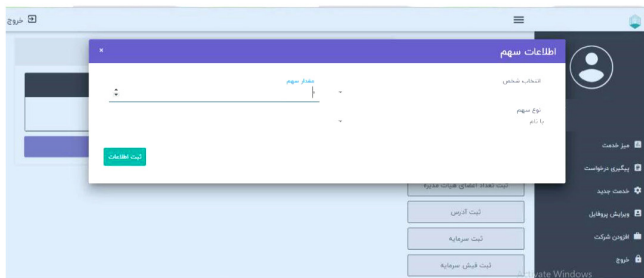 خروج
اطلاعات سهم
×
انتخاب شخص
مقدار سهم
نوع سهم
با نام
ثبت اطلاعات
ثبت تعداد اعضای هیات مدیره
ثبت آدرس
ثبت سرمایه
ثبت فیش سرمایه
میز خدمت
پیگیری درخواست
خدمت جدید
ویرایش پروفایل
افزودن شرکت
خروج
Activate Windows